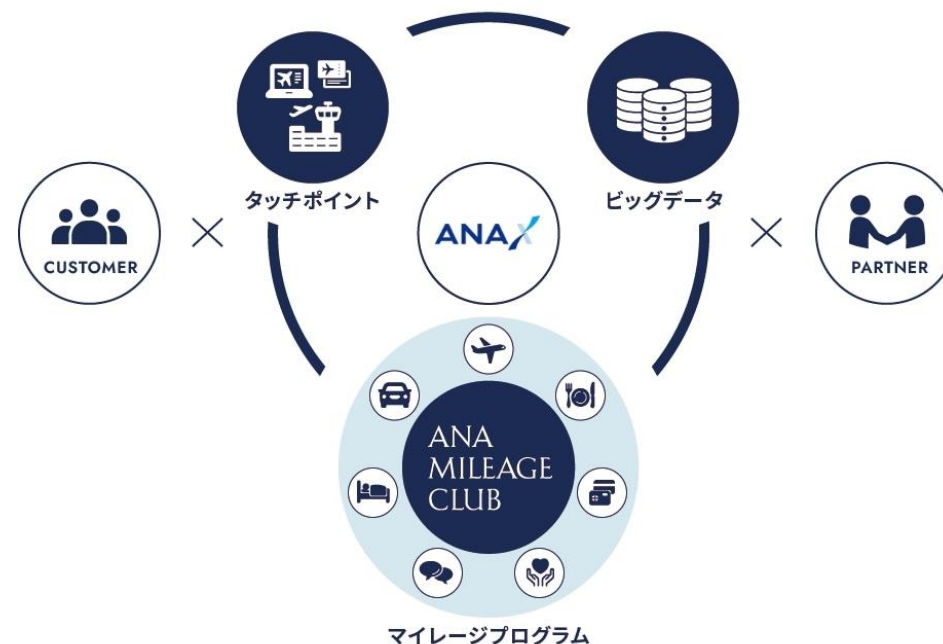 タッチポイント
ビッグデータ
CUSTOMER
ANA X
PARTNER
ANA
MILEAGE
CLUB
マイレージプログラム